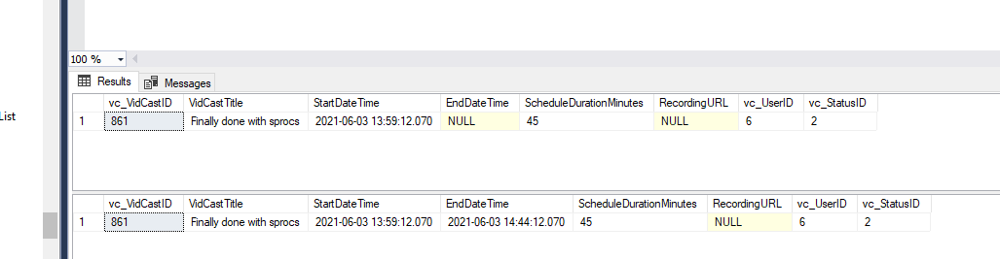 100 %
Results Messages
List
vc_VidCastID VidCastTitle StartDateTime EndDateTime ScheduleDurationMinutes RecordingURL vc_UserID vc_StatusID
1 861 Finally done with sprocs 2021-06-03 13:59:12.070 NULL 45 NULL 6 2
vc_VidCastID VidCastTitle StartDateTime EndDateTime ScheduleDurationMinutes RecordingURL vc_UserID vc_StatusID
1 861 Finally done with sprocs 2021-06-03 13:59:12.070 2021-06-03 14:44:12.070 45 NULL 6 2